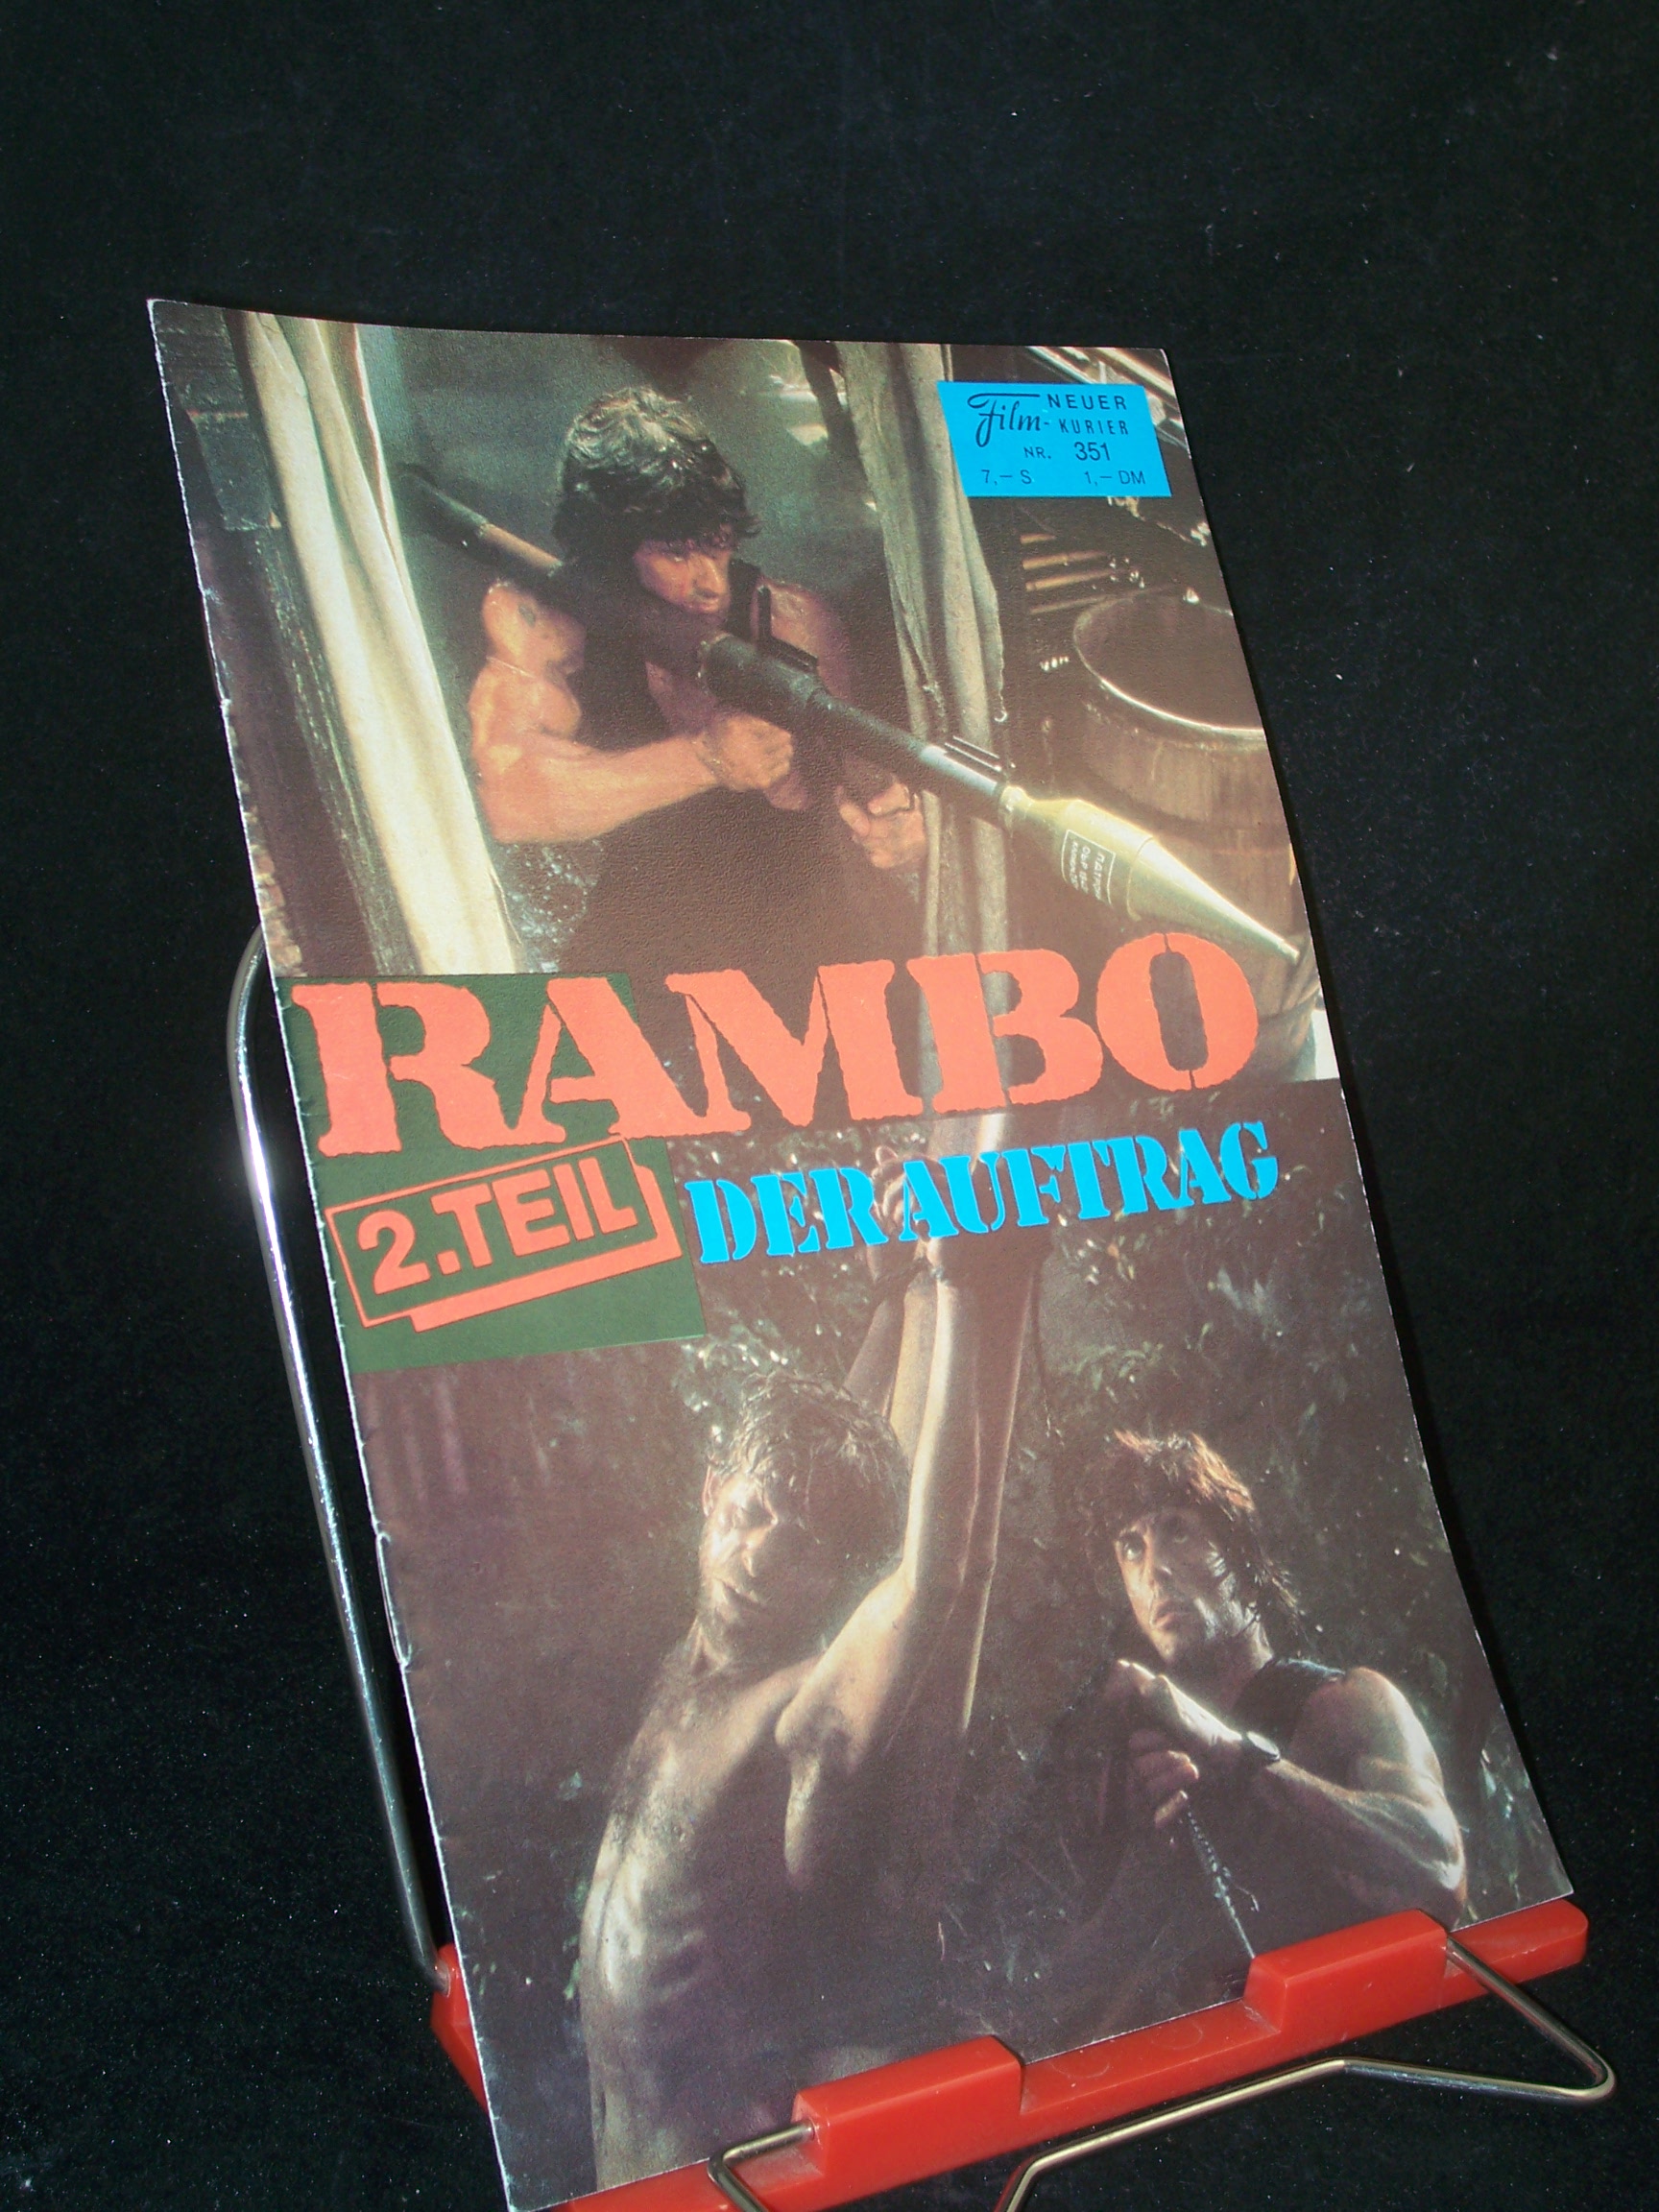 NEUER
Film- KURIER
NR. 351
7,– S 1,– DM
RAMBO
2.TEIL
DER AUFTRAG